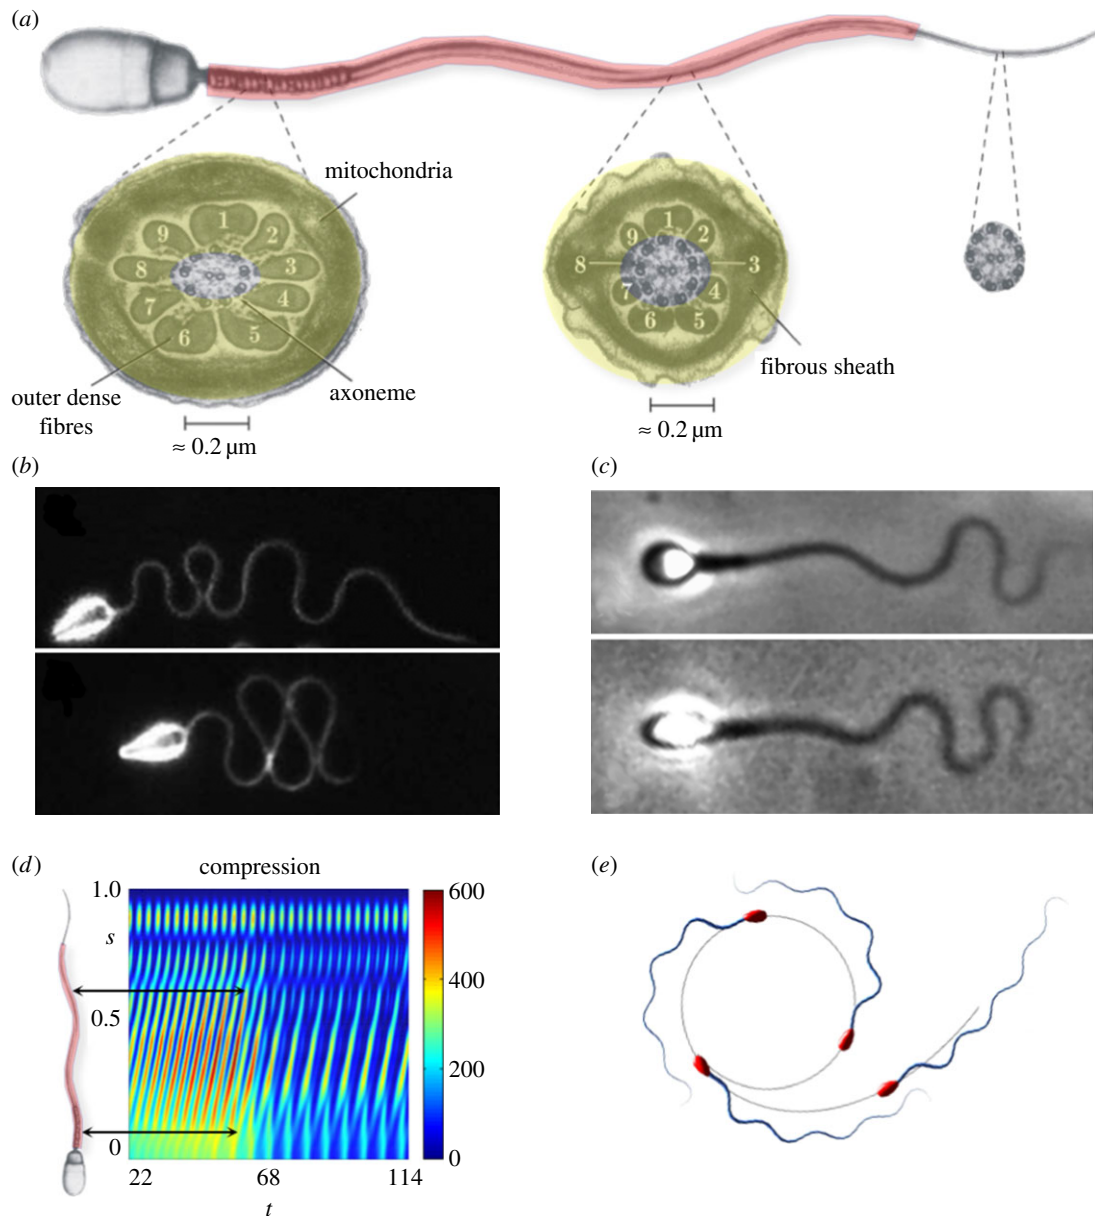 (a)
mitochondria
1
9
2
8
3
7
4
6
5
outer dense
fibres
axoneme
≈ 0.2 µm
1
9
2
8
3
7
4
6
5
fibrous sheath
≈ 0.2 µm
(b)
(c)
(d)
compression
1.0
s
0.5
0
22
68
114
t
600
400
200
0
(e)